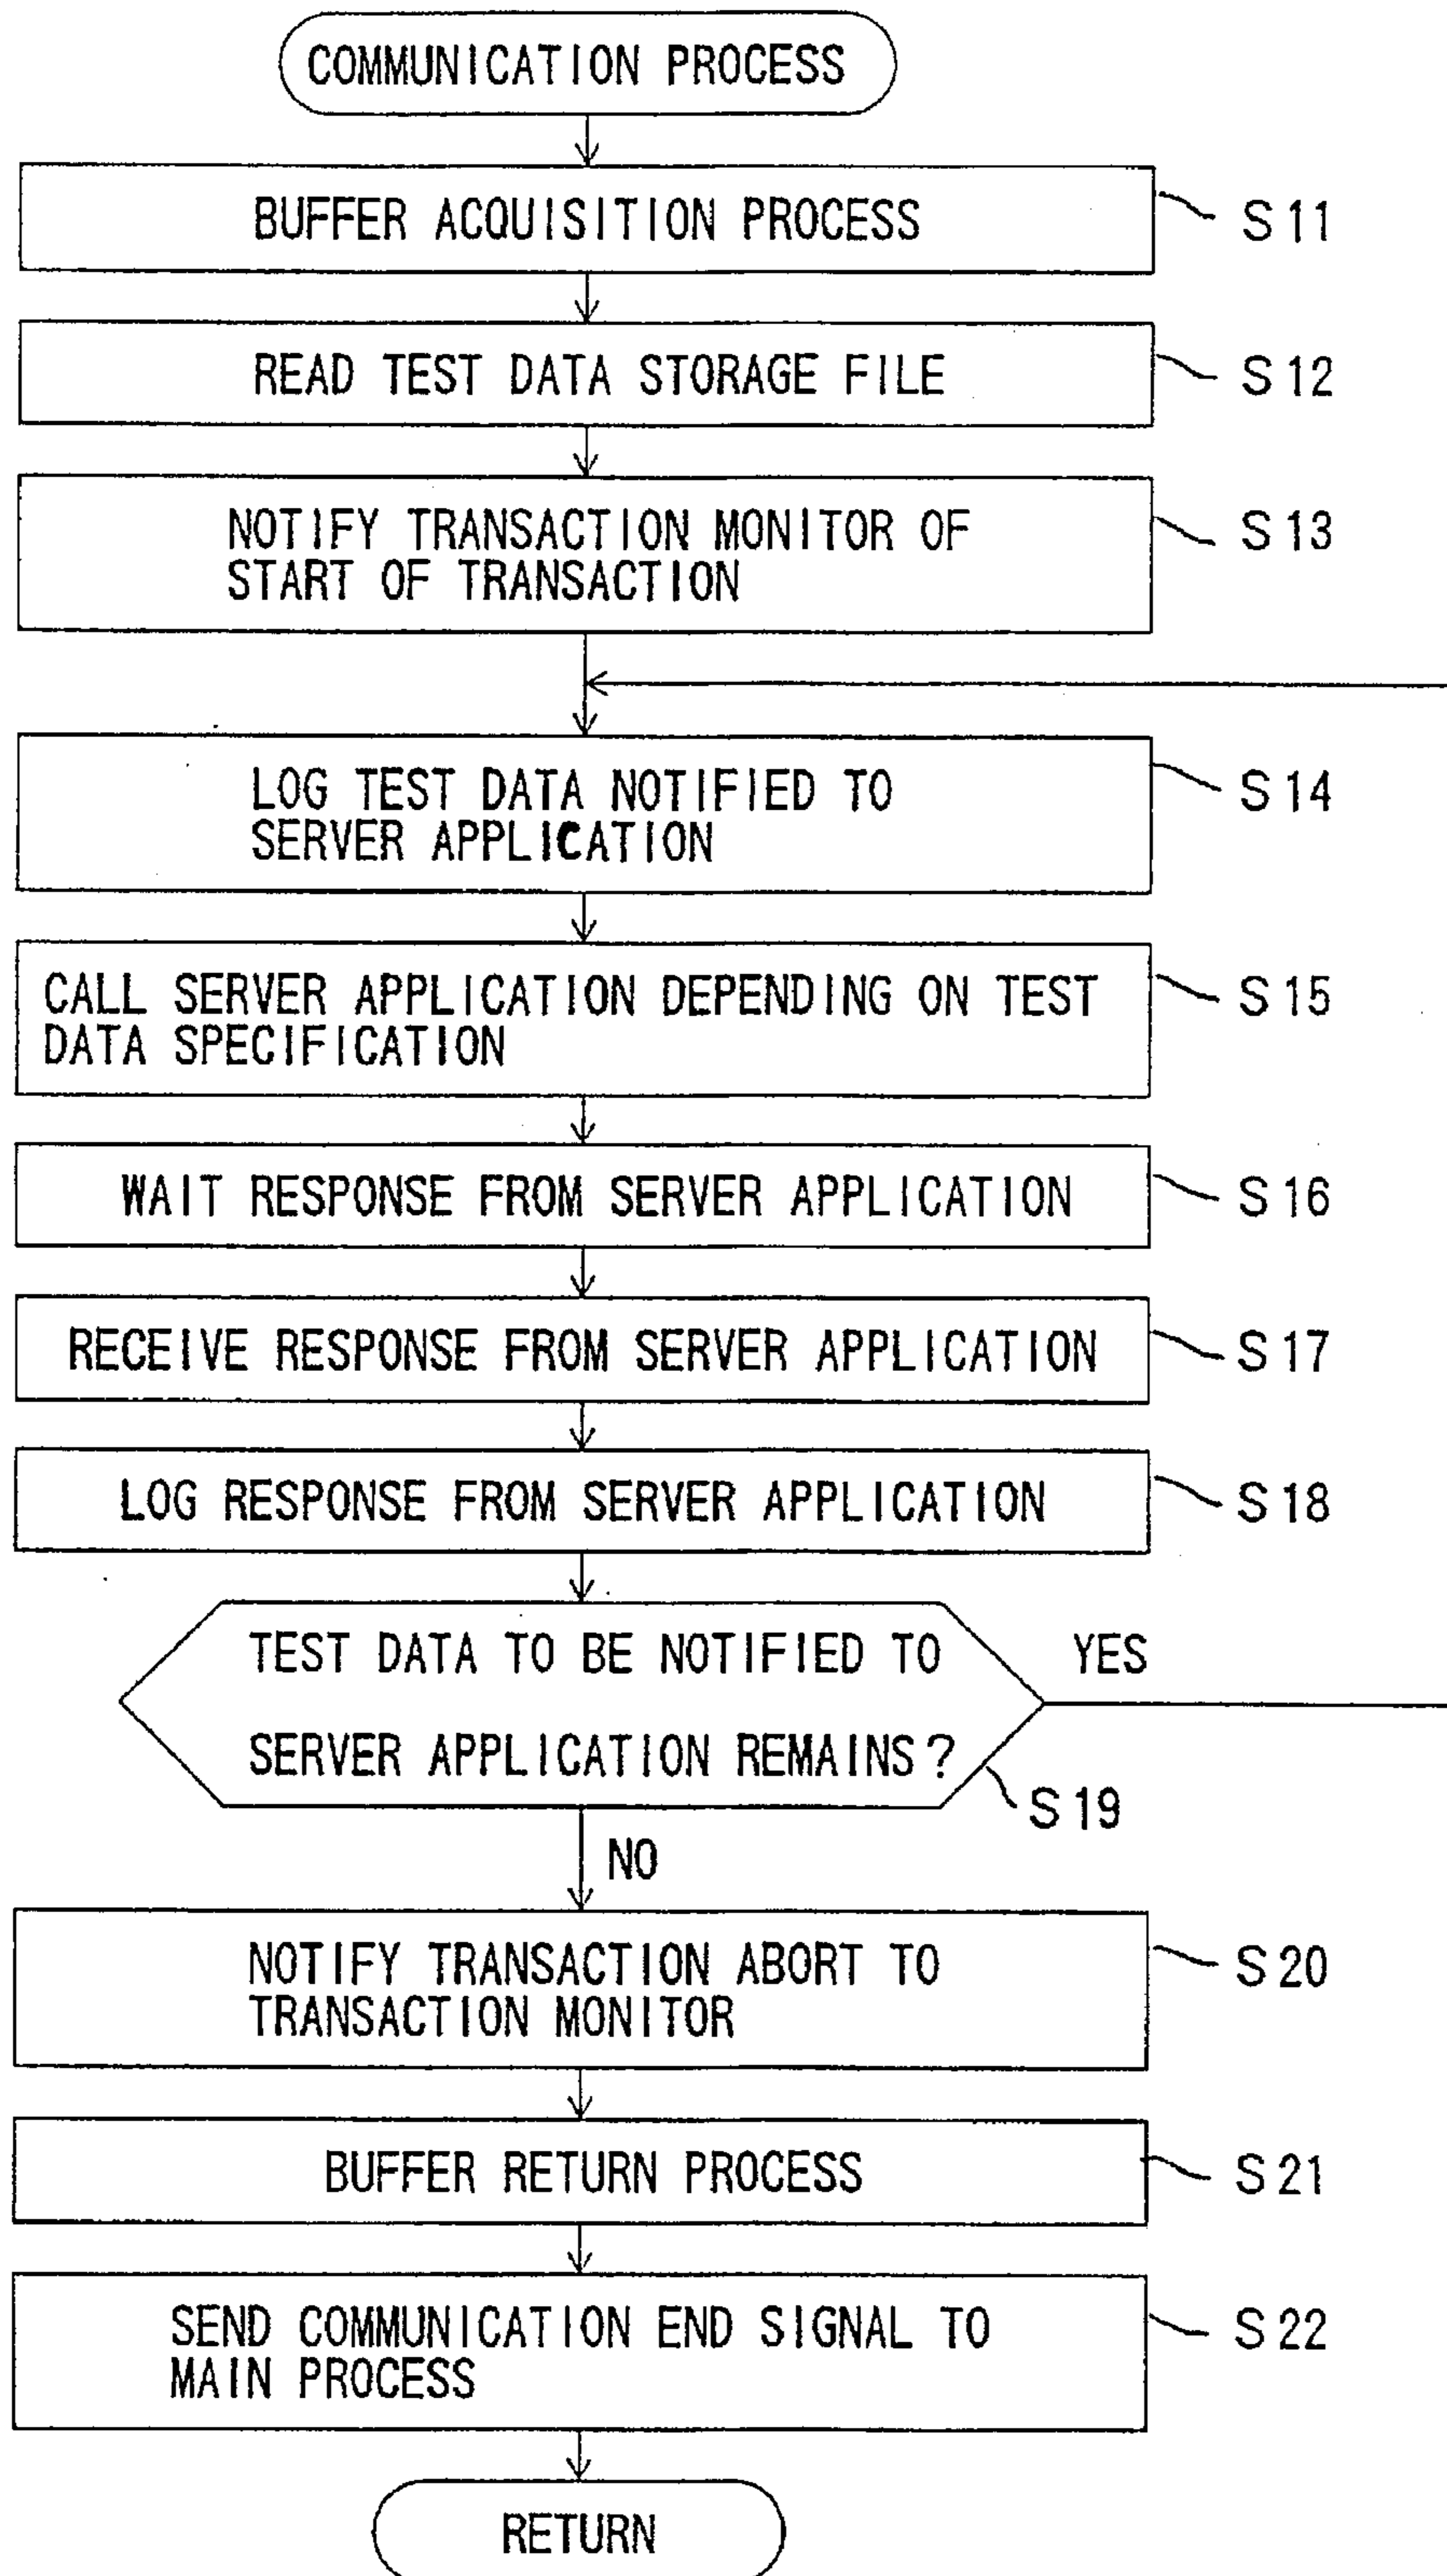 COMMUNICATION PROCESS
BUFFER ACQUISITION PROCESS
S11
READ TEST DATA STORAGE FILE
S12
NOTIFY TRANSACTION MONITOR OF
START OF TRANSACTION
S13
LOG TEST DATA NOTIFIED TO
SERVER APPLICATION
S14
CALL SERVER APPLICATION DEPENDING ON TEST
DATA SPECIFICATION
S15
WAIT RESPONSE FROM SERVER APPLICATION
S16
RECEIVE RESPONSE FROM SERVER APPLICATION
S17
LOG RESPONSE FROM SERVER APPLICATION
S18
TEST DATA TO BE NOTIFIED TO
SERVER APPLICATION REMAINS?
YES
S19
NO
NOTIFY TRANSACTION ABORT TO
TRANSACTION MONITOR
S20
BUFFER RETURN PROCESS
S21
SEND COMMUNICATION END SIGNAL TO
MAIN PROCESS
S22
RETURN